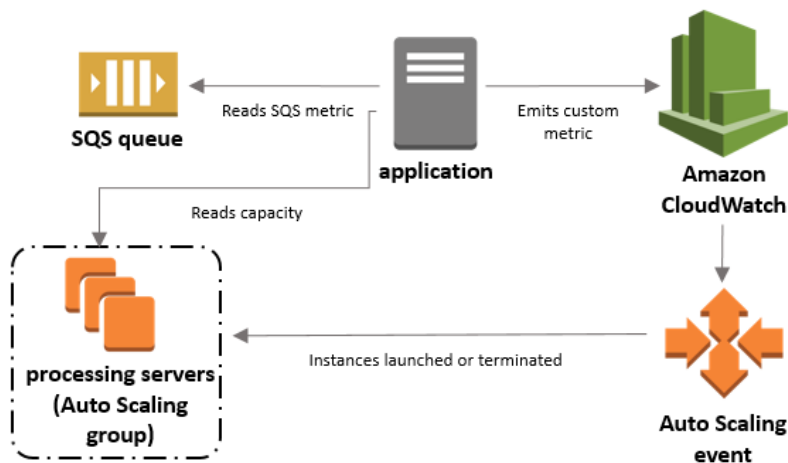 SQS queue
Reads SQS metric
application
Emits custom
metric
Amazon
CloudWatch
Reads capacity
processing servers
(Auto Scaling
group)
Instances launched or terminated
Auto Scaling
event